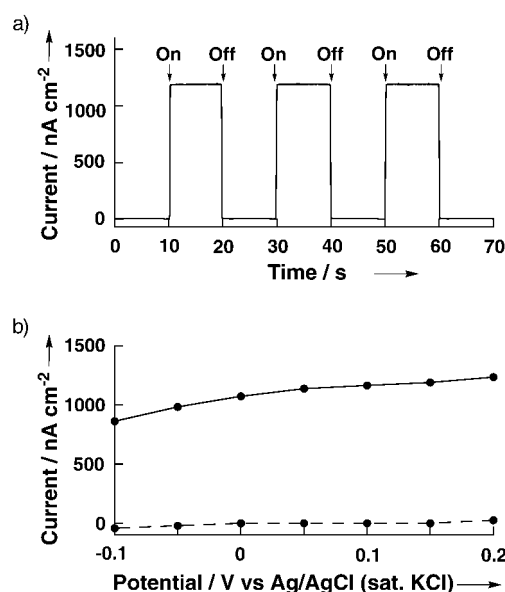 a)
1500
On Off On Off On Off
1000
500
0
Current / nA cm⁻² →
0 10 20 30 40 50 60 70
Time / s →
b)
1500
1000
500
0
Current / nA cm⁻² →
-0.1 0 0.1 0.2
Potential / V vs Ag/AgCl (sat. KCl) →